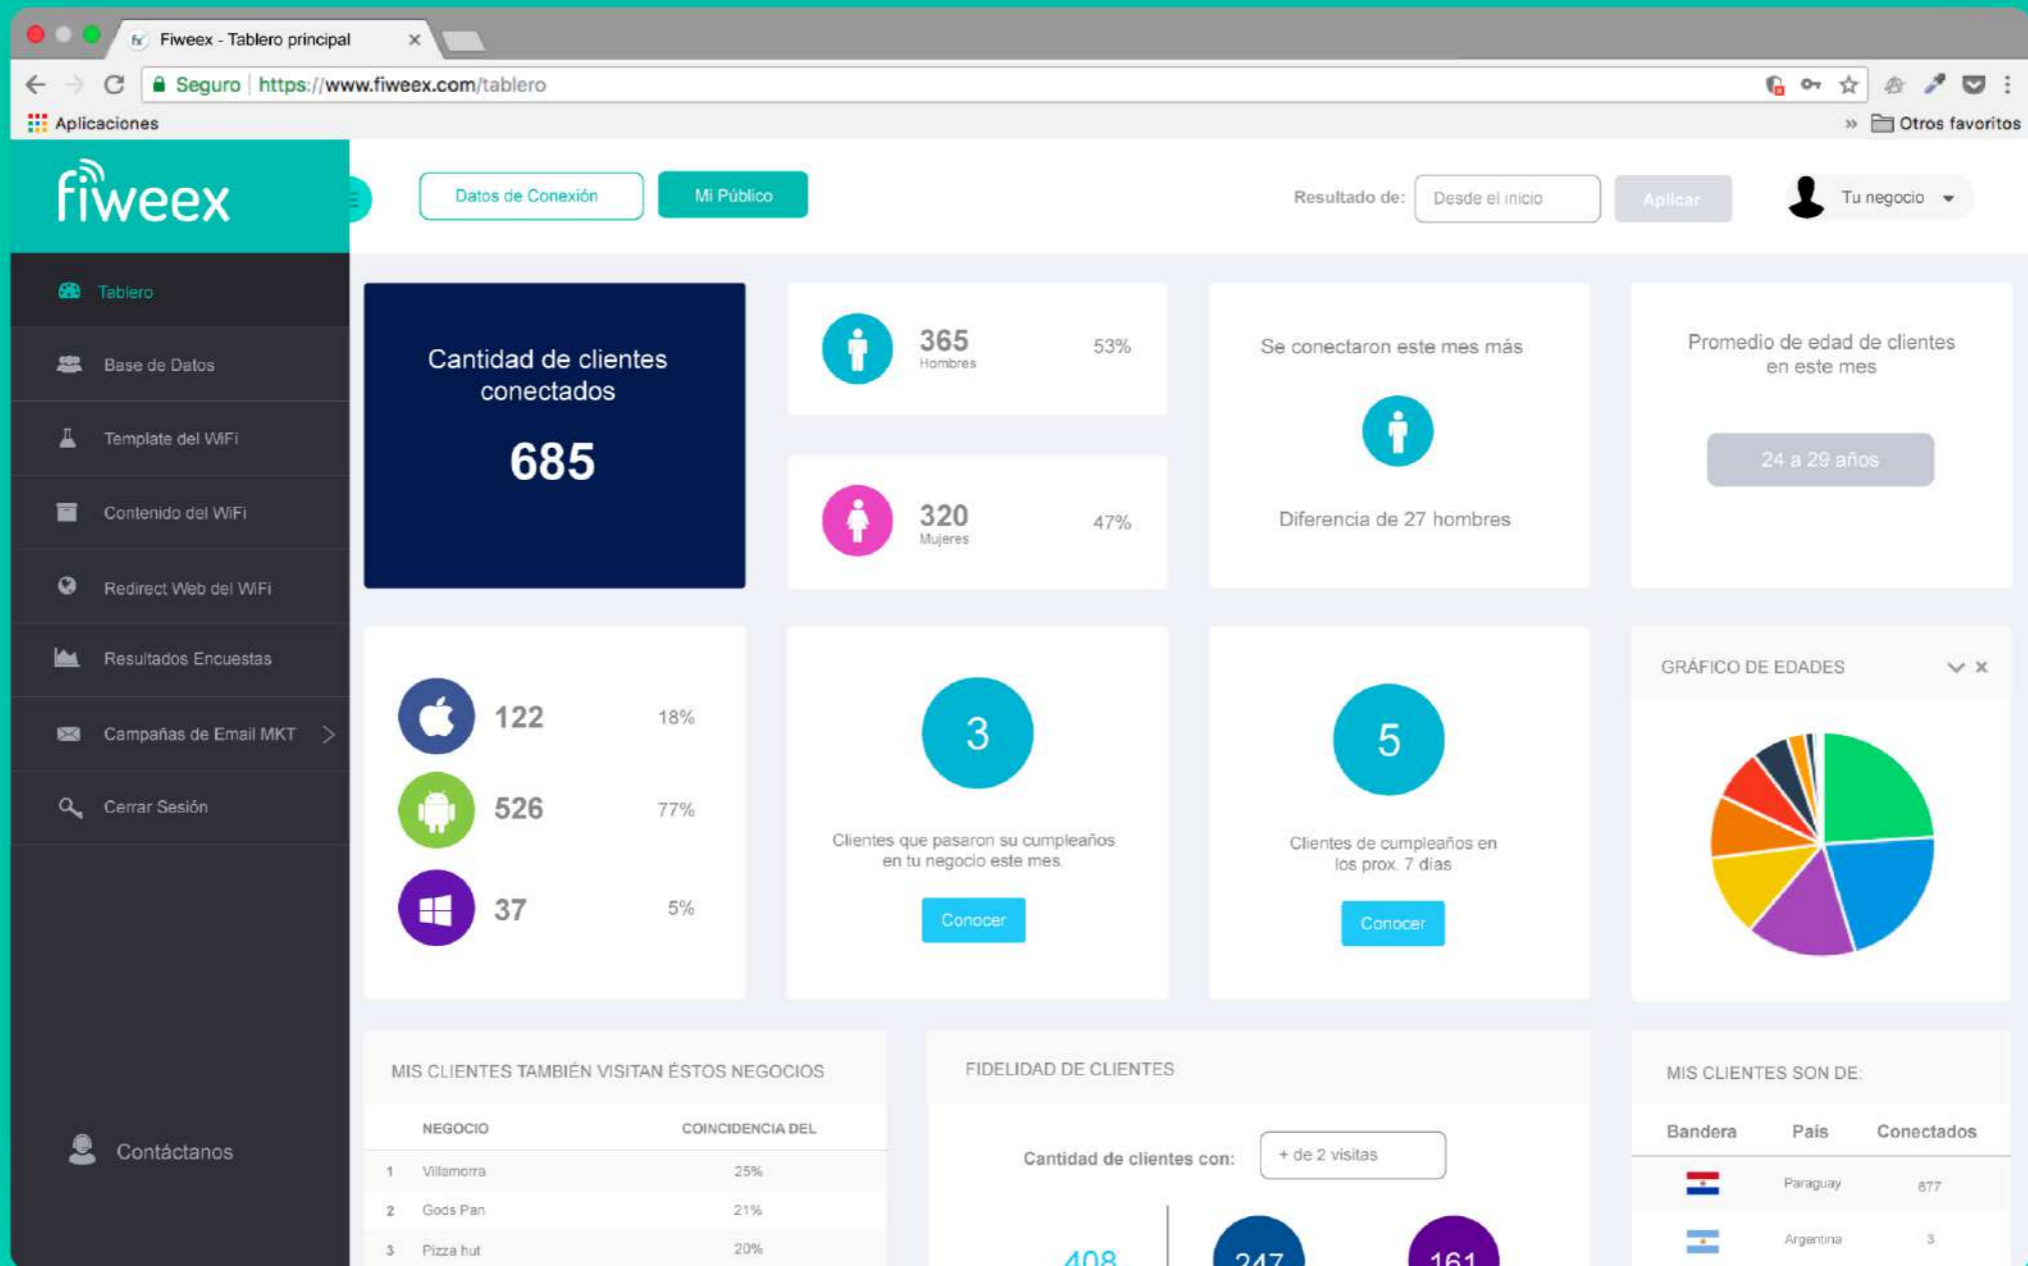 Fiweex - Tablero principal
Seguro https://www.fiweex.com/tablero
Aplicaciones
Otros favoritos
fiweex
Datos de Conexión
Mi Público
Resultado de:
Desde el inicio
Aplicar
Tu negocio
Tablero
Base de Datos
Template del WiFi
Contenido del WiFi
Redirect Web del WiFi
Resultados Encuestas
Campañas de Email MKT
Cerrar Sesión
Contáctanos
Cantidad de clientes
conectados
685
365 53%
Hombres
320 47%
Mujeres
Se conectaron este mes más
Diferencia de 27 hombres
Promedio de edad de clientes
en este mes
24 a 29 años
122 18%
526 77%
37 5%
3
Clientes que pasaron su cumpleaños
en tu negocio este mes.
Conocer
5
Clientes de cumpleaños en
los prox. 7 días
Conocer
GRÁFICO DE EDADES
MIS CLIENTES TAMBIÉN VISITAN ÉSTOS NEGOCIOS
NEGOCIO COINCIDENCIA DEL
1 Villamorra 25%
2 Gods Pan 21%
3 Pizza hut 20%
FIDELIDAD DE CLIENTES
Cantidad de clientes con: + de 2 visitas
408 247 161
MIS CLIENTES SON DE:
Bandera País Conectados
Paraguay 677
Argentina 3